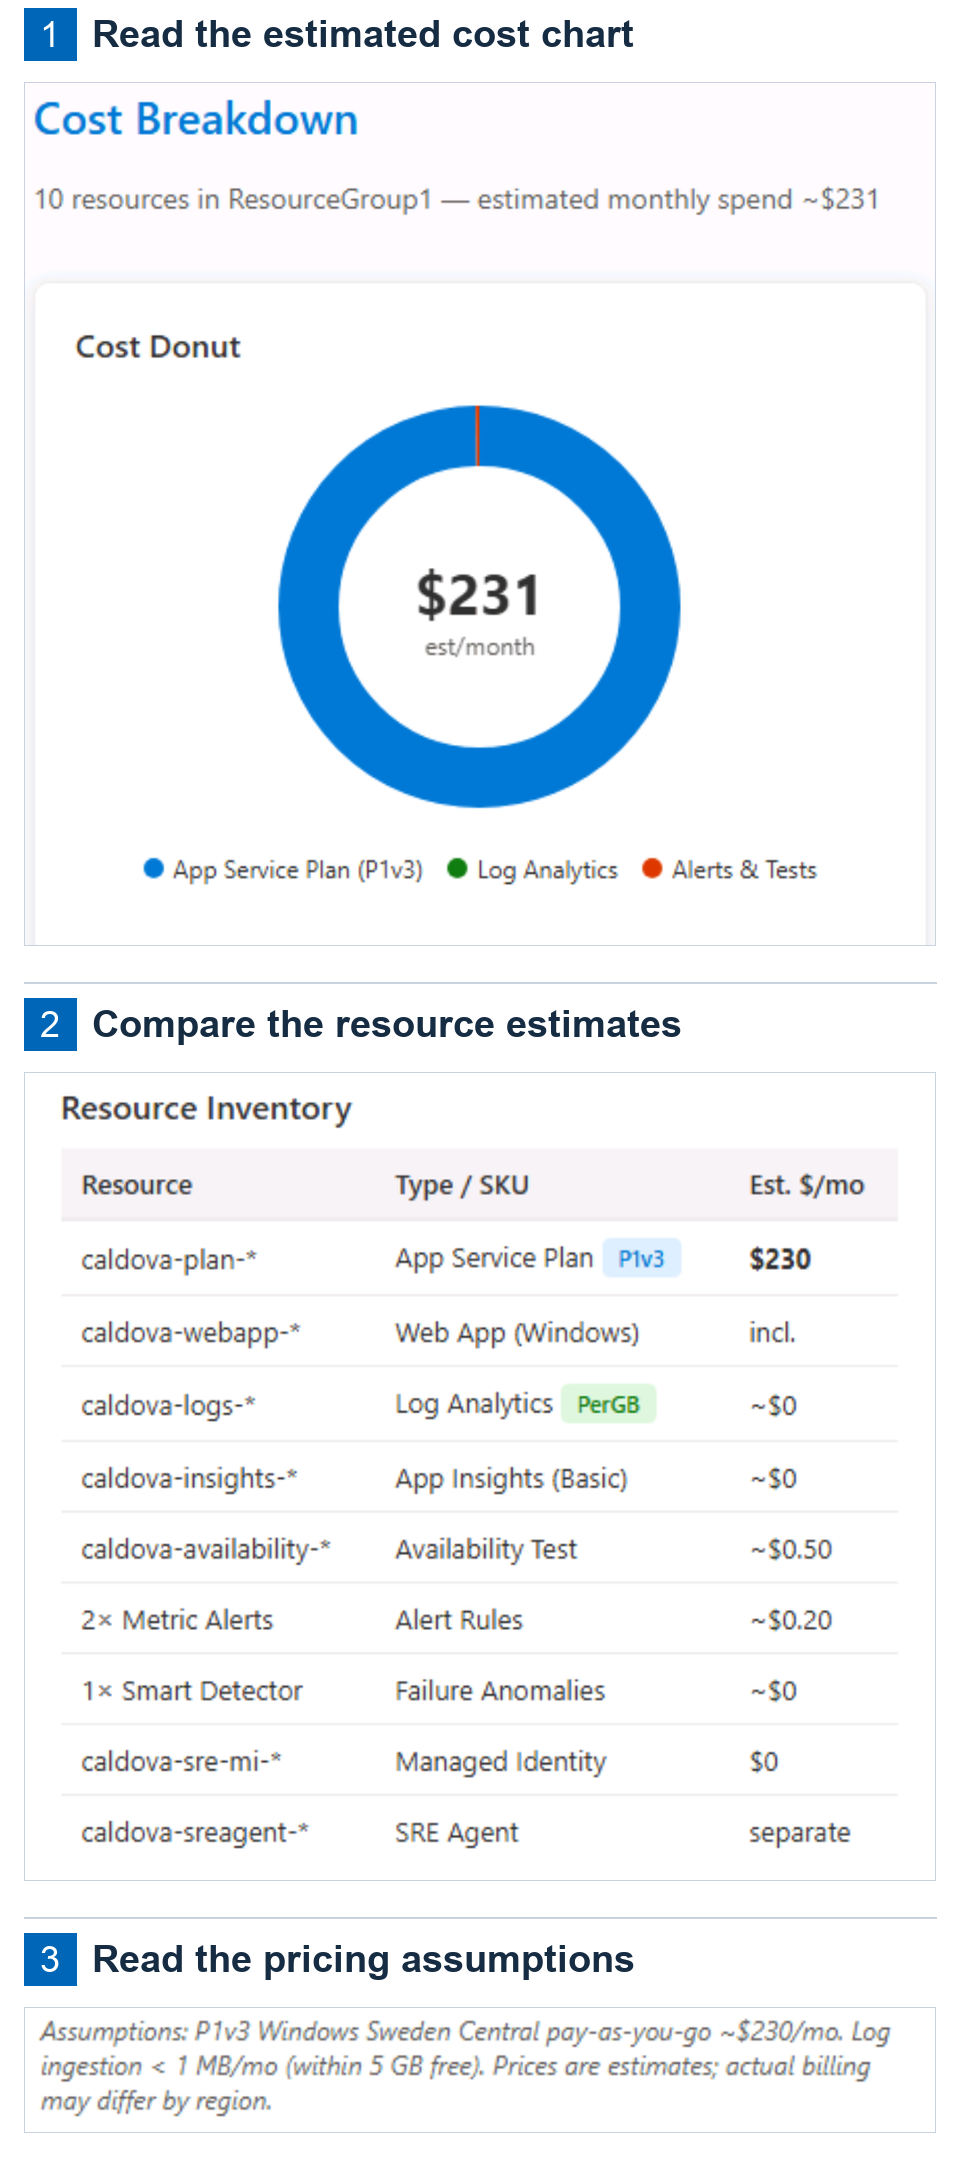 1 Read the estimated cost chart
Cost Breakdown
10 resources in ResourceGroup1 — estimated monthly spend ~$231
Cost Donut
$231
est/month
App Service Plan (P1v3) Log Analytics Alerts & Tests
2 Compare the resource estimates
Resource Inventory
Resource Type / SKU Est. $/mo
caldova-plan-* App Service Plan P1v3 $230
caldova-webapp-* Web App (Windows) incl.
caldova-logs-* Log Analytics PerGB ~$0
caldova-insights-* App Insights (Basic) ~$0
caldova-availability-* Availability Test ~$0.50
2× Metric Alerts Alert Rules ~$0.20
1× Smart Detector Failure Anomalies ~$0
caldova-sre-mi-* Managed Identity $0
caldova-sreagent-* SRE Agent separate
3 Read the pricing assumptions
Assumptions: P1v3 Windows Sweden Central pay-as-you-go ~$230/mo. Log
ingestion < 1 MB/mo (within 5 GB free). Prices are estimates; actual billing
may differ by region.